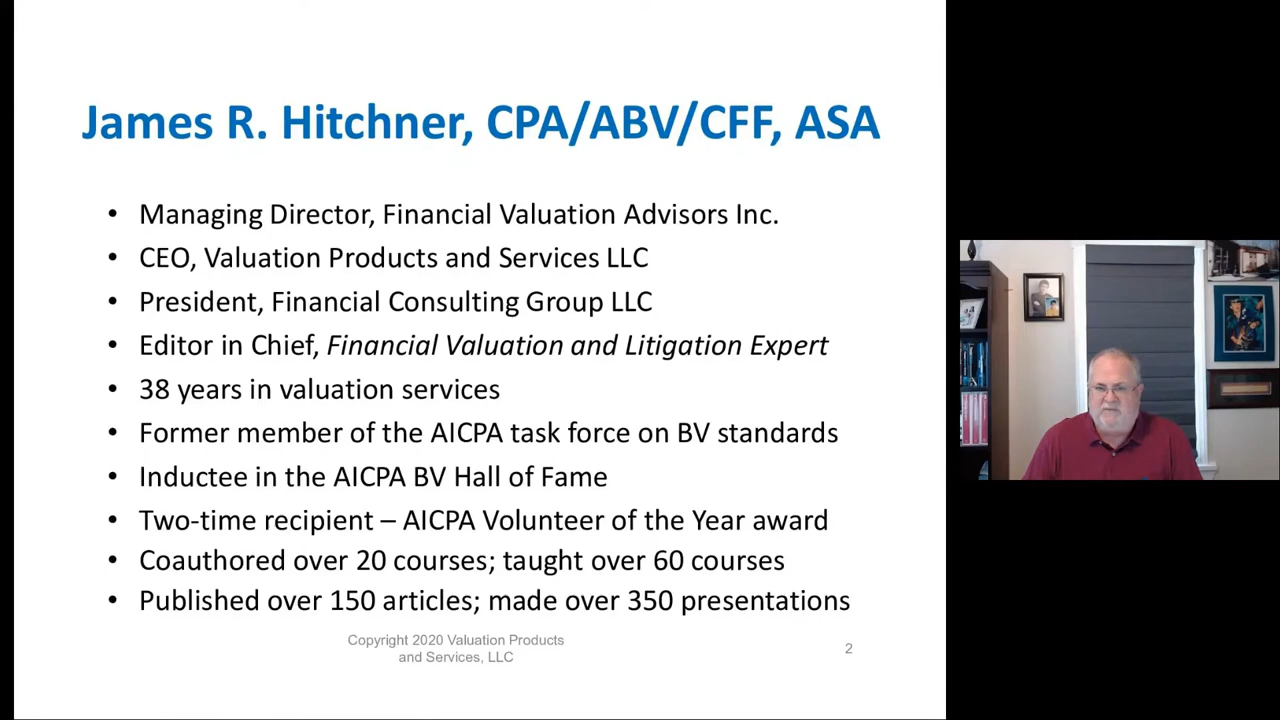 James R. Hitchner, CPA/ABV/CFF, ASA
• Managing Director, Financial Valuation Advisors Inc.
• CEO, Valuation Products and Services LLC
• President, Financial Consulting Group LLC
• Editor in Chief, Financial Valuation and Litigation Expert
• 38 years in valuation services
• Former member of the AICPA task force on BV standards
• Inductee in the AICPA BV Hall of Fame
• Two-time recipient – AICPA Volunteer of the Year award
• Coauthored over 20 courses; taught over 60 courses
• Published over 150 articles; made over 350 presentations
Copyright 2020 Valuation Products
and Services, LLC
2